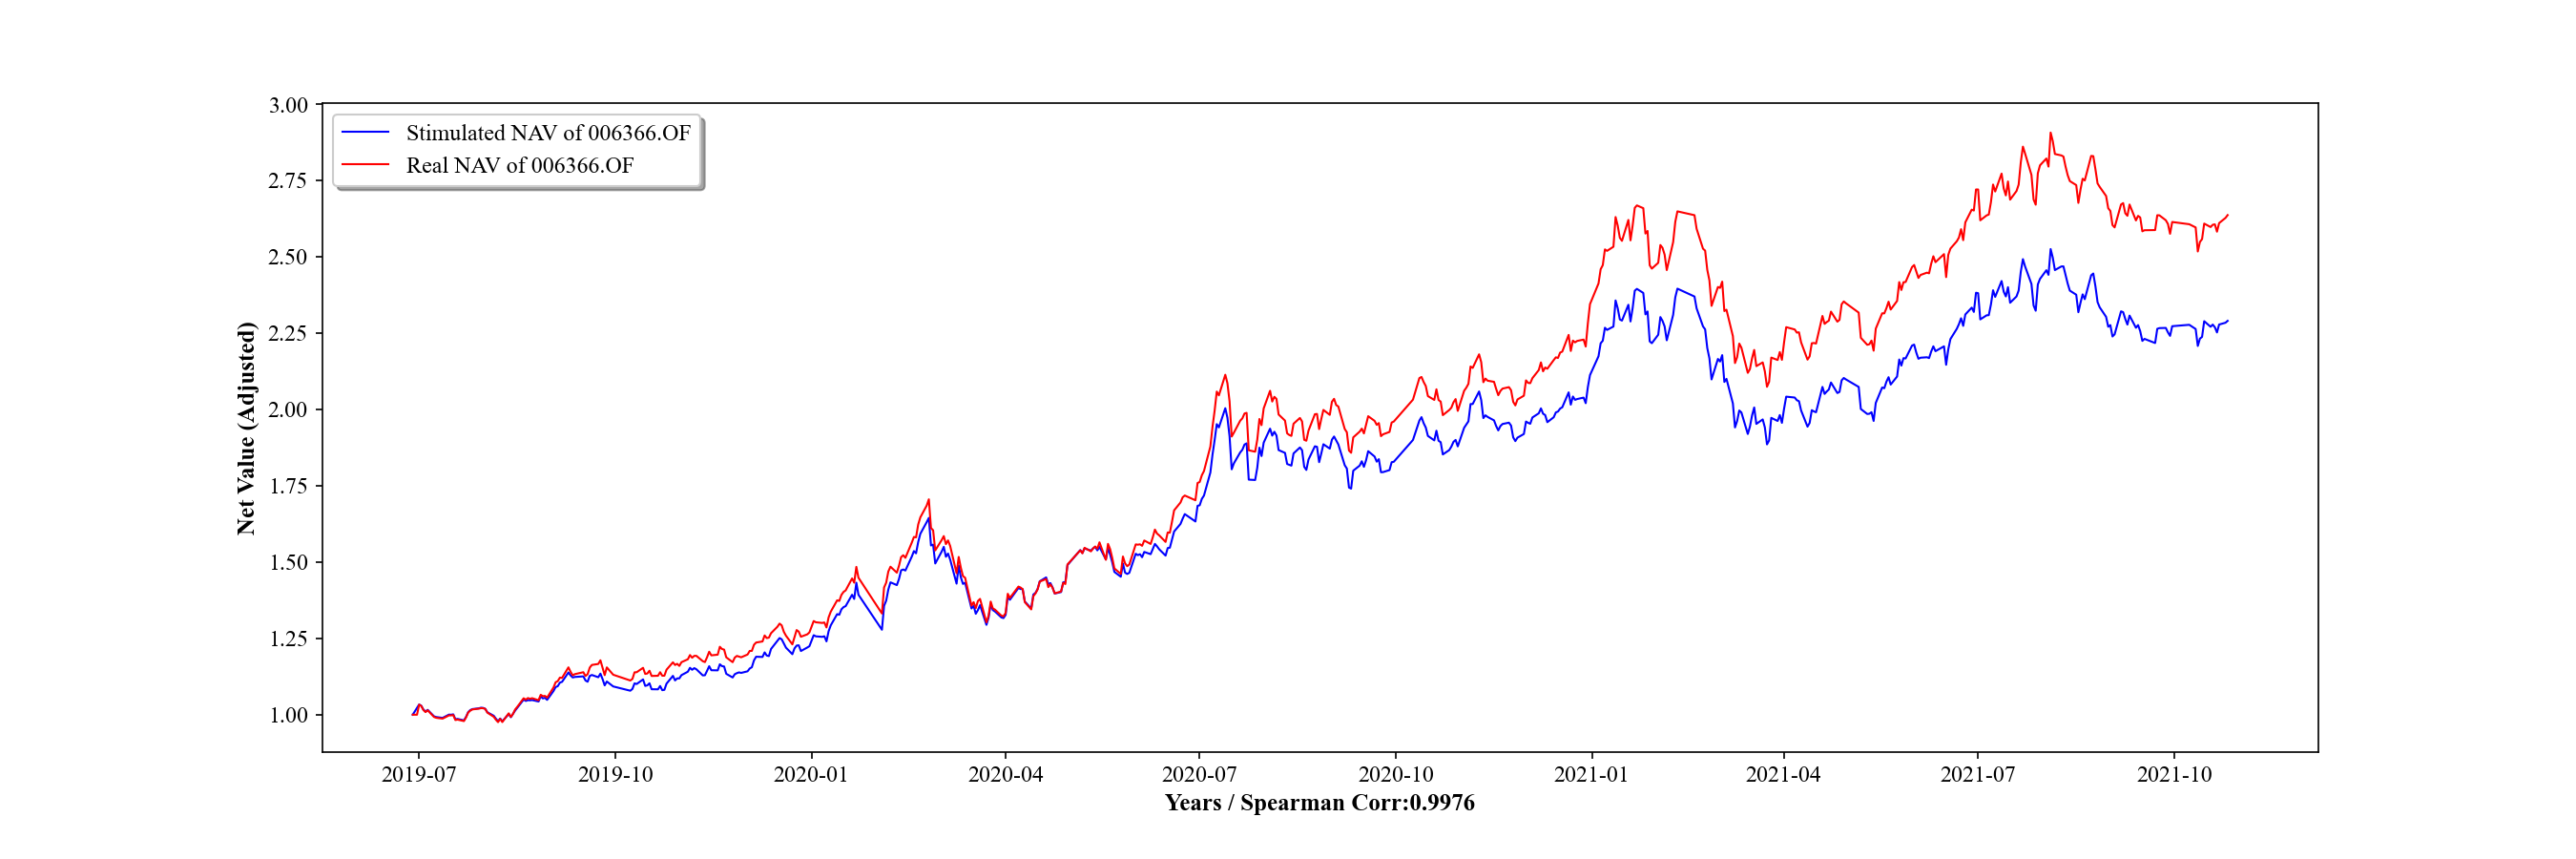 3.00
2.75
2.50
2.25
2.00
1.75
1.50
1.25
1.00
Net Value (Adjusted)
Stimulated NAV of 006366.OF
Real NAV of 006366.OF
2019-07 2019-10 2020-01 2020-04 2020-07 2020-10 2021-01 2021-04 2021-07 2021-10
Years / Spearman Corr:0.9976